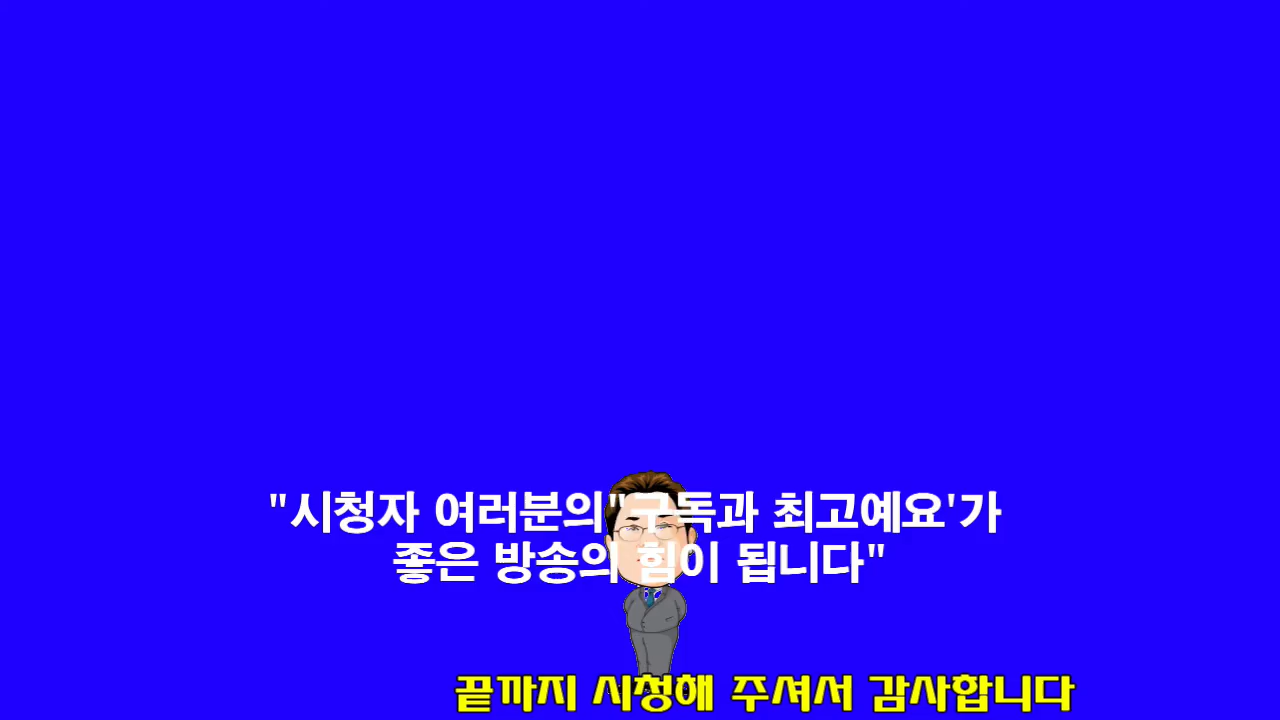 "시청자 여러분의"구독과 최고예요'가
좋은 방송의 힘이 됩니다"
끝까지 시청해 주셔서 감사합니다